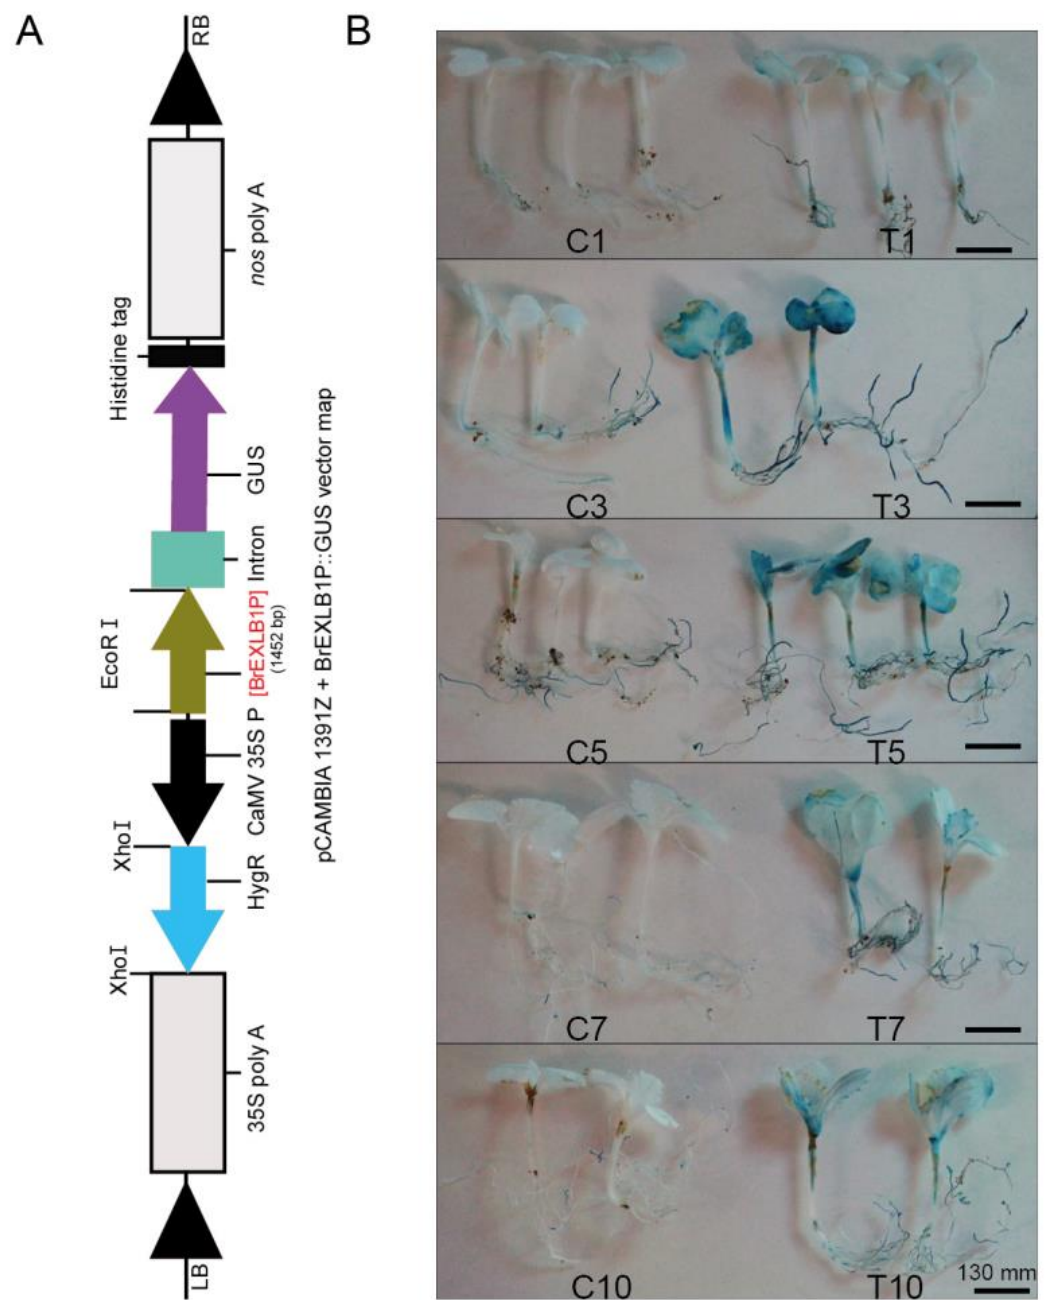 A
RB
nos poly A
Histidine tag
GUS
Intron
EcoR I
[BrEXLB1P]
(1452 bp)
CaMV 35S P
XhoI
HygR
XhoI
35S poly A
LB
pCAMBIA 1391Z + BrEXLB1P::GUS vector map
B
C1 T1
C3 T3
C5 T5
C7 T7
C10 T10
130 mm